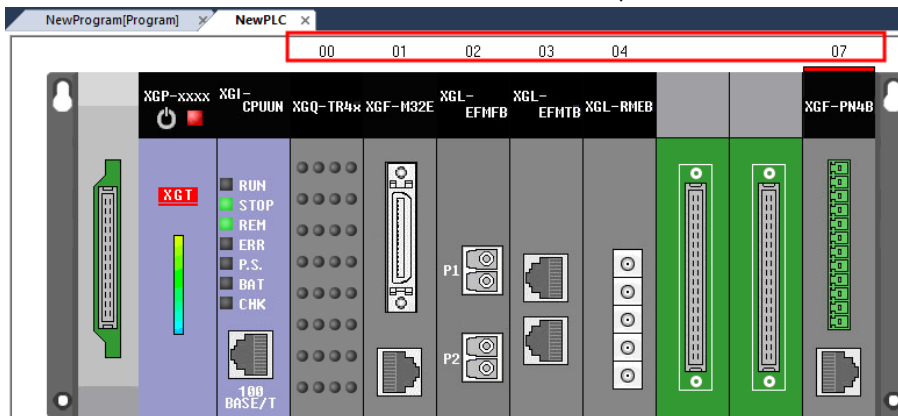 NewProgram[Program] × NewPLC ×
00 01 02 03 04 07
XGP-xxxx
XGI-
CPUUN
XGQ-TR4x
XGF-M32E
XGL-
EFMFB
XGL-
EFMTB
XGL-RMEB
XGF-PN4B
XGT
RUN
STOP
REM
ERR
P.S.
BAT
CHK
100
BASE/T
P1
P2